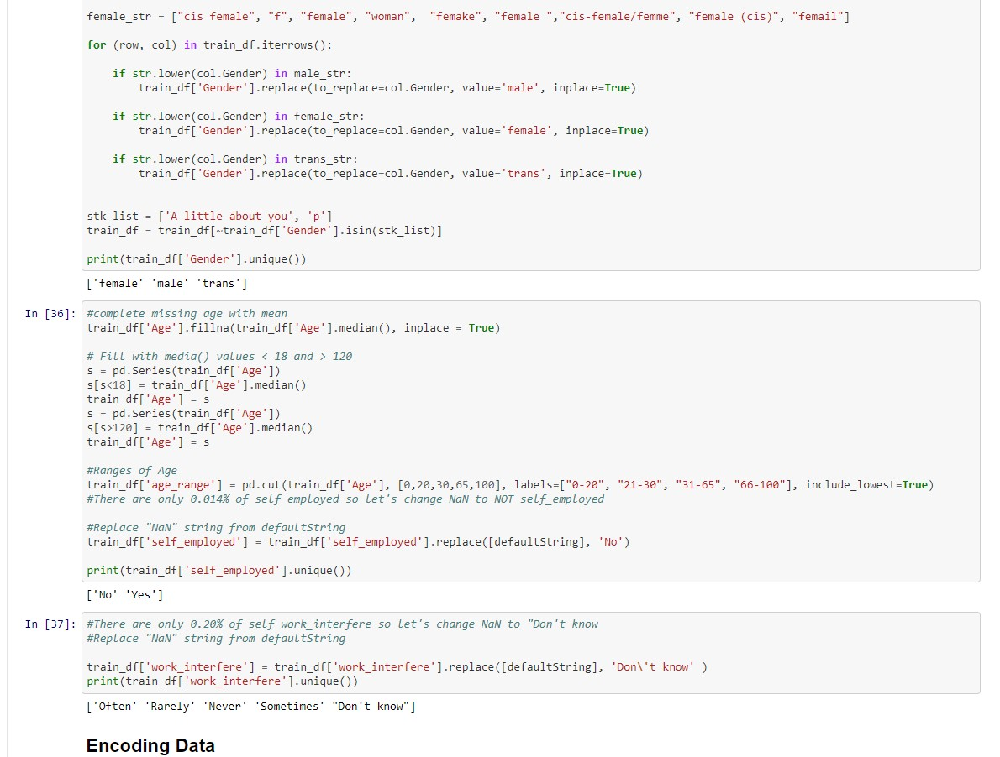 female_str = ["cis female", "f", "female", "woman",  "femake", "female ","cis-female/femme", "female (cis)", "femail"]
for (row, col) in train_df.iterrows():
if str.lower(col.Gender) in male_str:
train_df['Gender'].replace(to_replace=col.Gender, value='male', inplace=True)
if str.lower(col.Gender) in female_str:
train_df['Gender'].replace(to_replace=col.Gender, value='female', inplace=True)
if str.lower(col.Gender) in trans_str:
train_df['Gender'].replace(to_replace=col.Gender, value='trans', inplace=True)
stk_list = ['A little about you', 'p']
train_df = train_df[~train_df['Gender'].isin(stk_list)]
print(train_df['Gender'].unique())
['female' 'male' 'trans']
In [36]: #complete missing age with mean
train_df['Age'].fillna(train_df['Age'].median(), inplace = True)
# Fill with media() values < 18 and > 120
s = pd.Series(train_df['Age'])
s[s<18] = train_df['Age'].median()
train_df['Age'] = s
s = pd.Series(train_df['Age'])
s[s>120] = train_df['Age'].median()
train_df['Age'] = s
#Ranges of Age
train_df['age_range'] = pd.cut(train_df['Age'], [0,20,30,65,100], labels=["0-20", "21-30", "31-65", "66-100"], include_lowest=True)
#There are only 0.014% of self employed so let's change NaN to NOT self_employed
#Replace "NaN" string from defaultString
train_df['self_employed'] = train_df['self_employed'].replace([defaultString], 'No')
print(train_df['self_employed'].unique())
['No' 'Yes']
In [37]: #There are only 0.20% of self work_interfere so let's change NaN to "Don't know
#Replace "NaN" string from defaultString
train_df['work_interfere'] = train_df['work_interfere'].replace([defaultString], 'Don\'t know' )
print(train_df['work_interfere'].unique())
['Often' 'Rarely' 'Never' 'Sometimes' "Don't know"]
Encoding Data